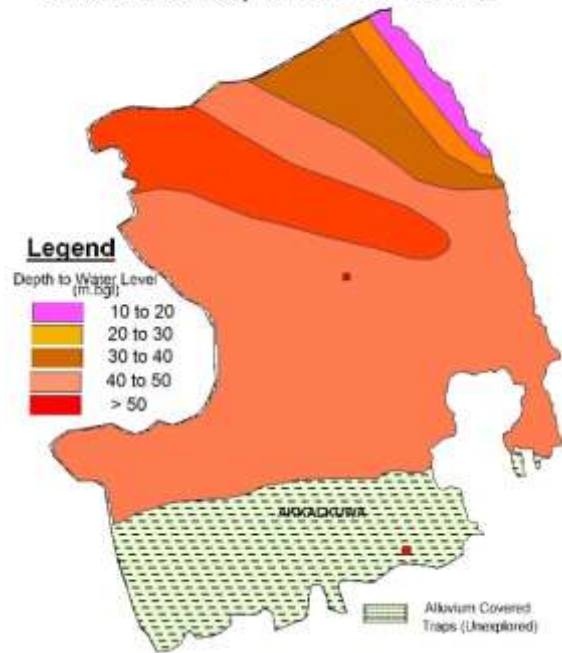 Legend
Depth to Water Level
(m.bgl)
10 to 20
20 to 30
30 to 40
40 to 50
> 50
AKKALKUWA
Alluvium Covered
Traps (Unexplored)